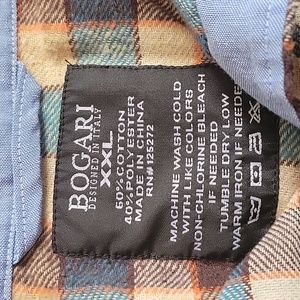 BOGARI
DESIGNED IN ITALY
XXL
60% COTTON
40% POLYESTER
MADE IN CHINA
RN#125272
MACHINE WASH COLD
WITH LIKE COLORS
NON-CHLORINE BLEACH
IF NEEDED
TUMBLE DRY LOW
WARM IRON IF NEEDE